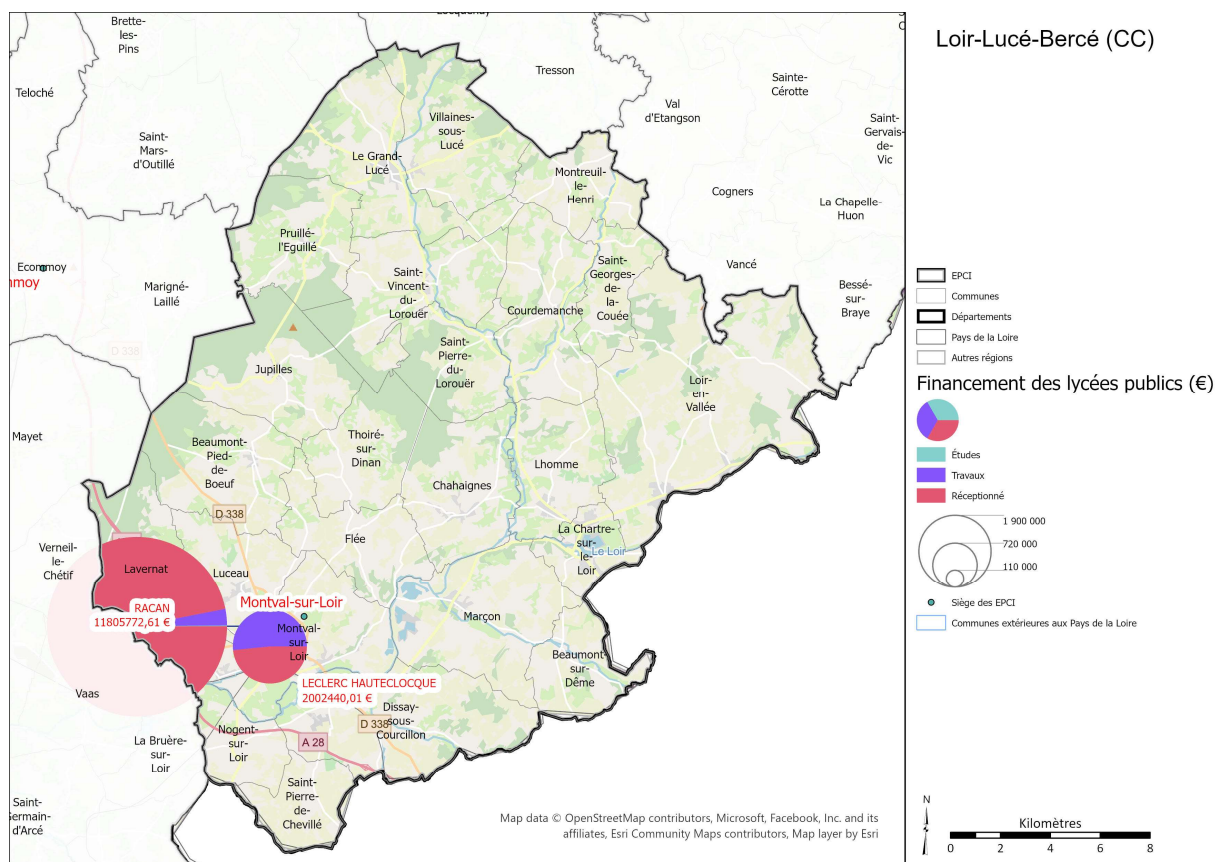 Loir-Lucé-Bercé (CC)
Brette-
les-
Pins
Teloché
Saint-
Mars-
d'Outillé
Tresson
Sainte-
Cérotte
Val
d'Etangson
Saint-
Gervais-
de-
Vic
Villaines-
sous-
Lucé
Le Grand-
Lucé
Montreuil-
le-
Henri
Cogners
La Chapelle-
Huon
Pruillé-
l'Eguillé
Ecommoy
mmoy
Marigné-
Laillé
Saint-
Vincent-
du-
Lorouër
Saint-
Georges-
de-
la-
Couée
Vancé
Bessé-
sur-
Braye
Courdemanche
D 338
Jupilles
Saint-
Pierre-
du-
Lorouër
Loir-
en-
Vallée
Mayet
Beaumont-
Pied-
de-
Boeuf
Thoiré-
sur-
Dinan
Lhomme
Chahaignes
D 338
Flée
La Chartre-
sur-
le-
Loir
Le Loir
Verneil-
le-
Chétif
Lavernat
Luceau
RACAN
11805772,61 €
Montval-sur-Loir
Montval-
sur-
Loir
Marçon
LECLERC HAUTECLOCQUE
2002440,01 €
Beaumont-
sur-
Dême
Vaas
Dissay-
sous-
Courcillon
D 338
La Bruère-
sur-
Loir
Nogent-
sur-
Loir
A 28
Saint-
Pierre-
de-
Chevillé
Saint-
Germain-
d'Arcé
Map data © OpenStreetMap contributors, Microsoft, Facebook, Inc. and its
affiliates, Esri Community Maps contributors, Map layer by Esri
EPCI
Communes
Départements
Pays de la Loire
Autres régions
Financement des lycées publics (€)
Études
Travaux
Réceptionné
1 900 000
720 000
110 000
Siège des EPCI
Communes extérieures aux Pays de la Loire
N
Kilomètres
0 2 4 6 8